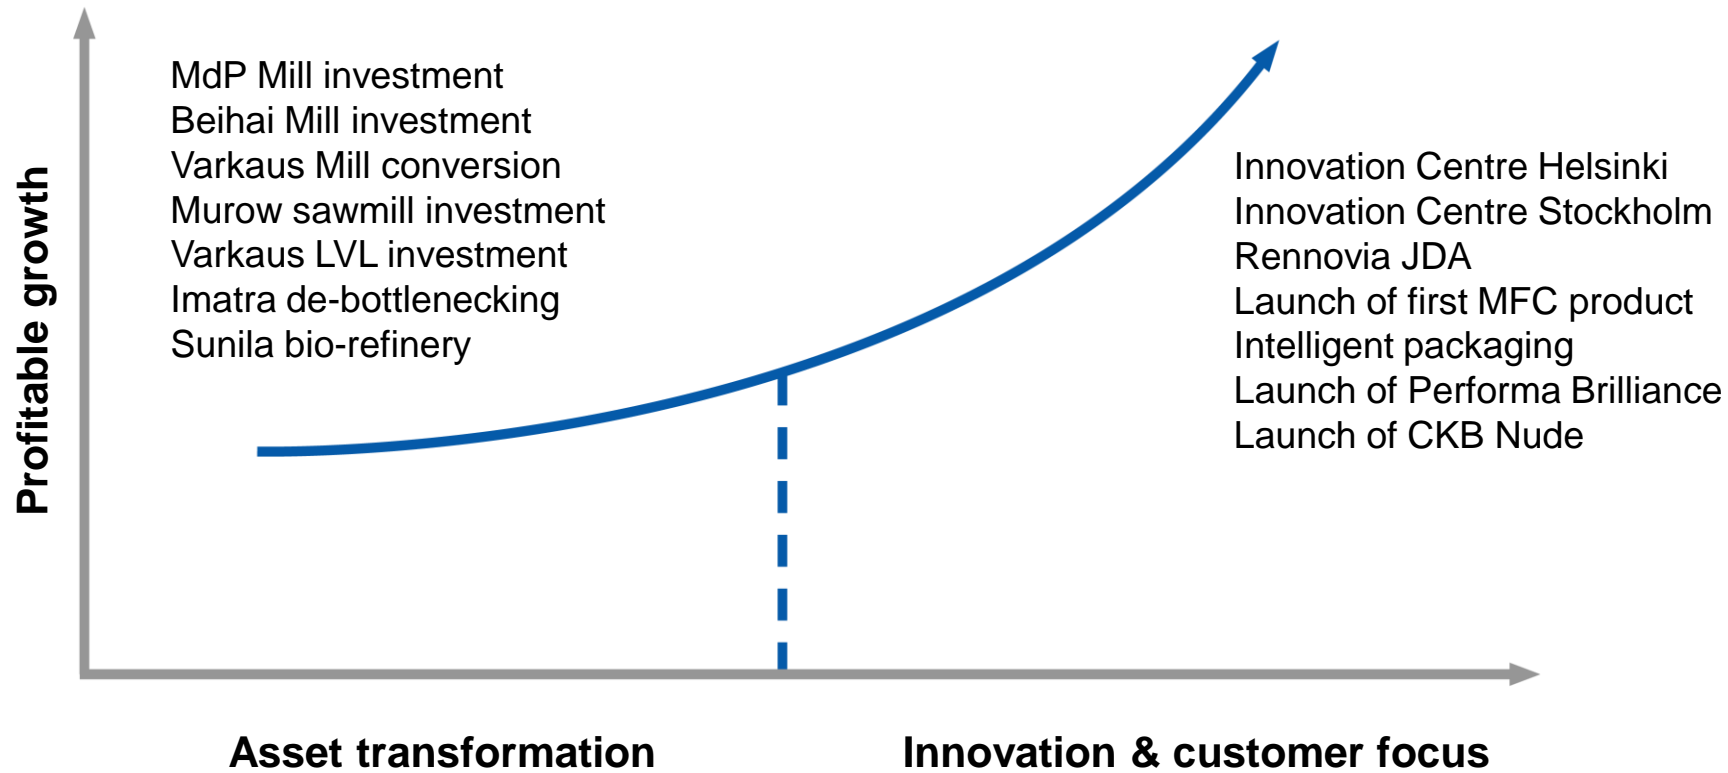 MdP Mill investment
Beihai Mill investment
Varkaus Mill conversion
Murow sawmill investment
Varkaus LVL investment
Imatra de-bottlenecking
Sunila bio-refinery
Innovation Centre Helsinki
Innovation Centre Stockholm
Rennovia JDA
Launch of first MFC product
Intelligent packaging
Launch of Performa Brilliance
Launch of CKB Nude
Profitable growth
Asset transformation
Innovation & customer focus